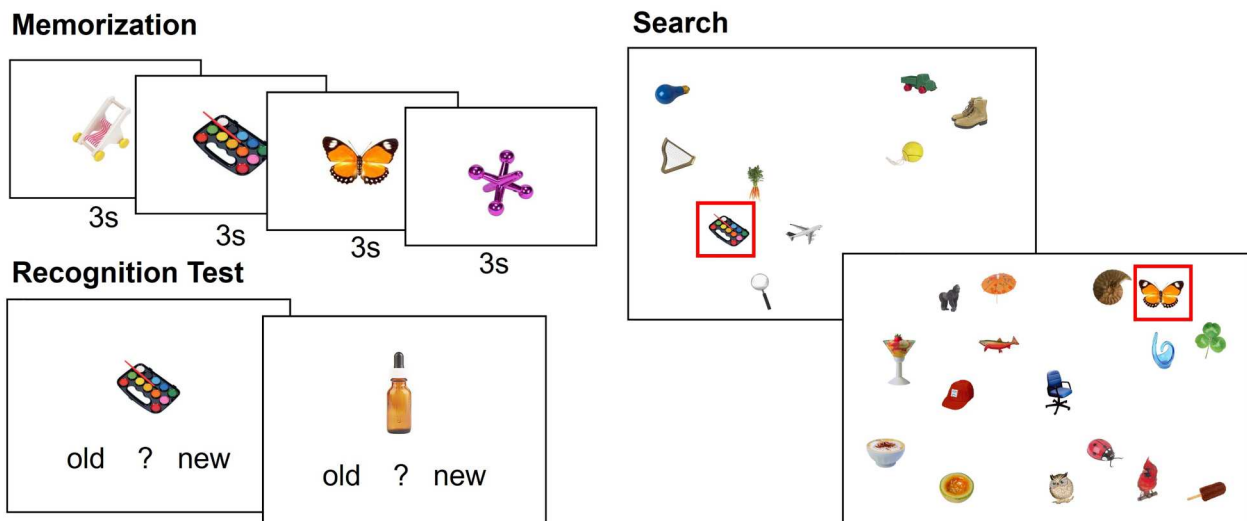 Memorization
3s
3s
3s
3s
Recognition Test
old ? new
old ? new
Search